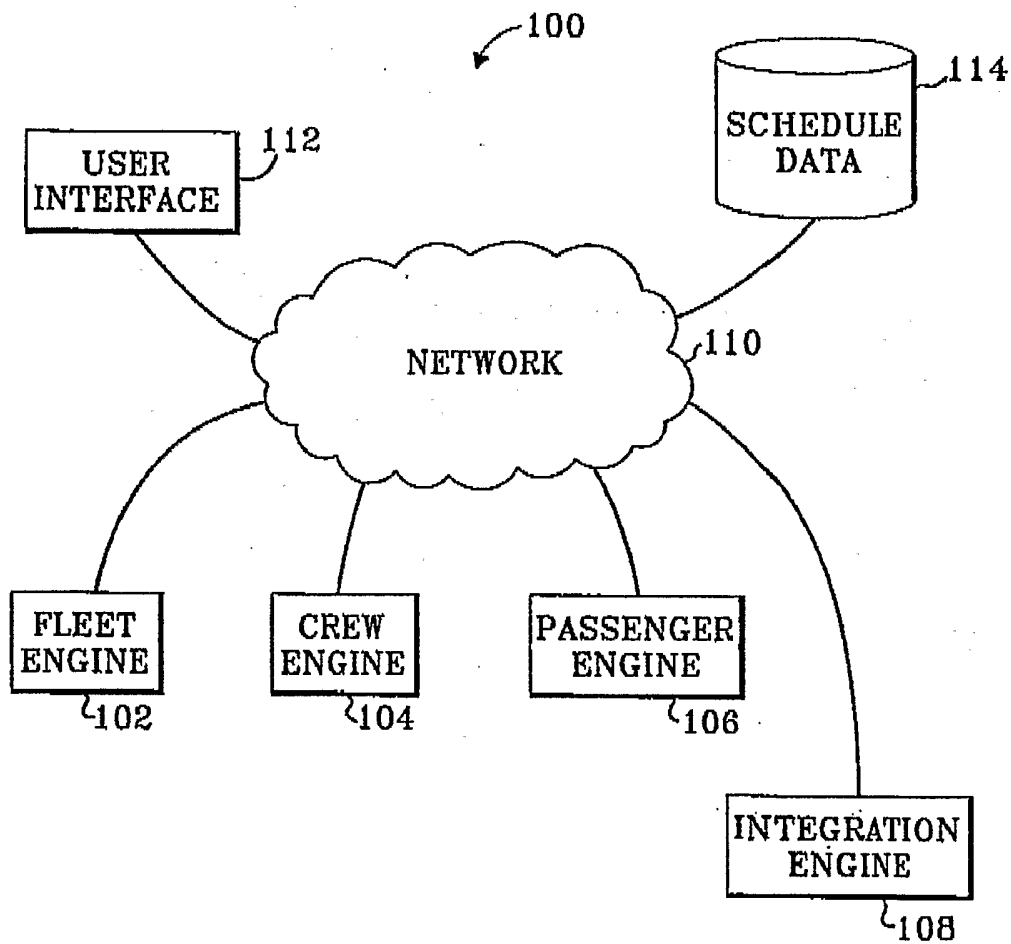 100
114
SCHEDULE
DATA
112
USER
INTERFACE
110
NETWORK
FLEET
ENGINE
102
CREW
ENGINE
104
PASSENGER
ENGINE
106
INTEGRATION
ENGINE
108